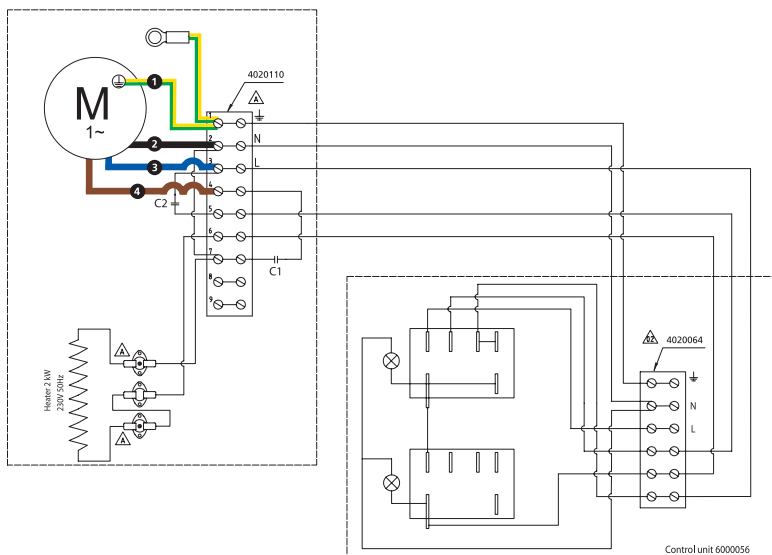 4020110
A
M
1~
1
2
3
4
1
2
3
4
5
6
7
8
9
N
L
C2
C1
Heater 2 kW
230V 50Hz
A
A
02
4020064
N
L
Control unit 6000056